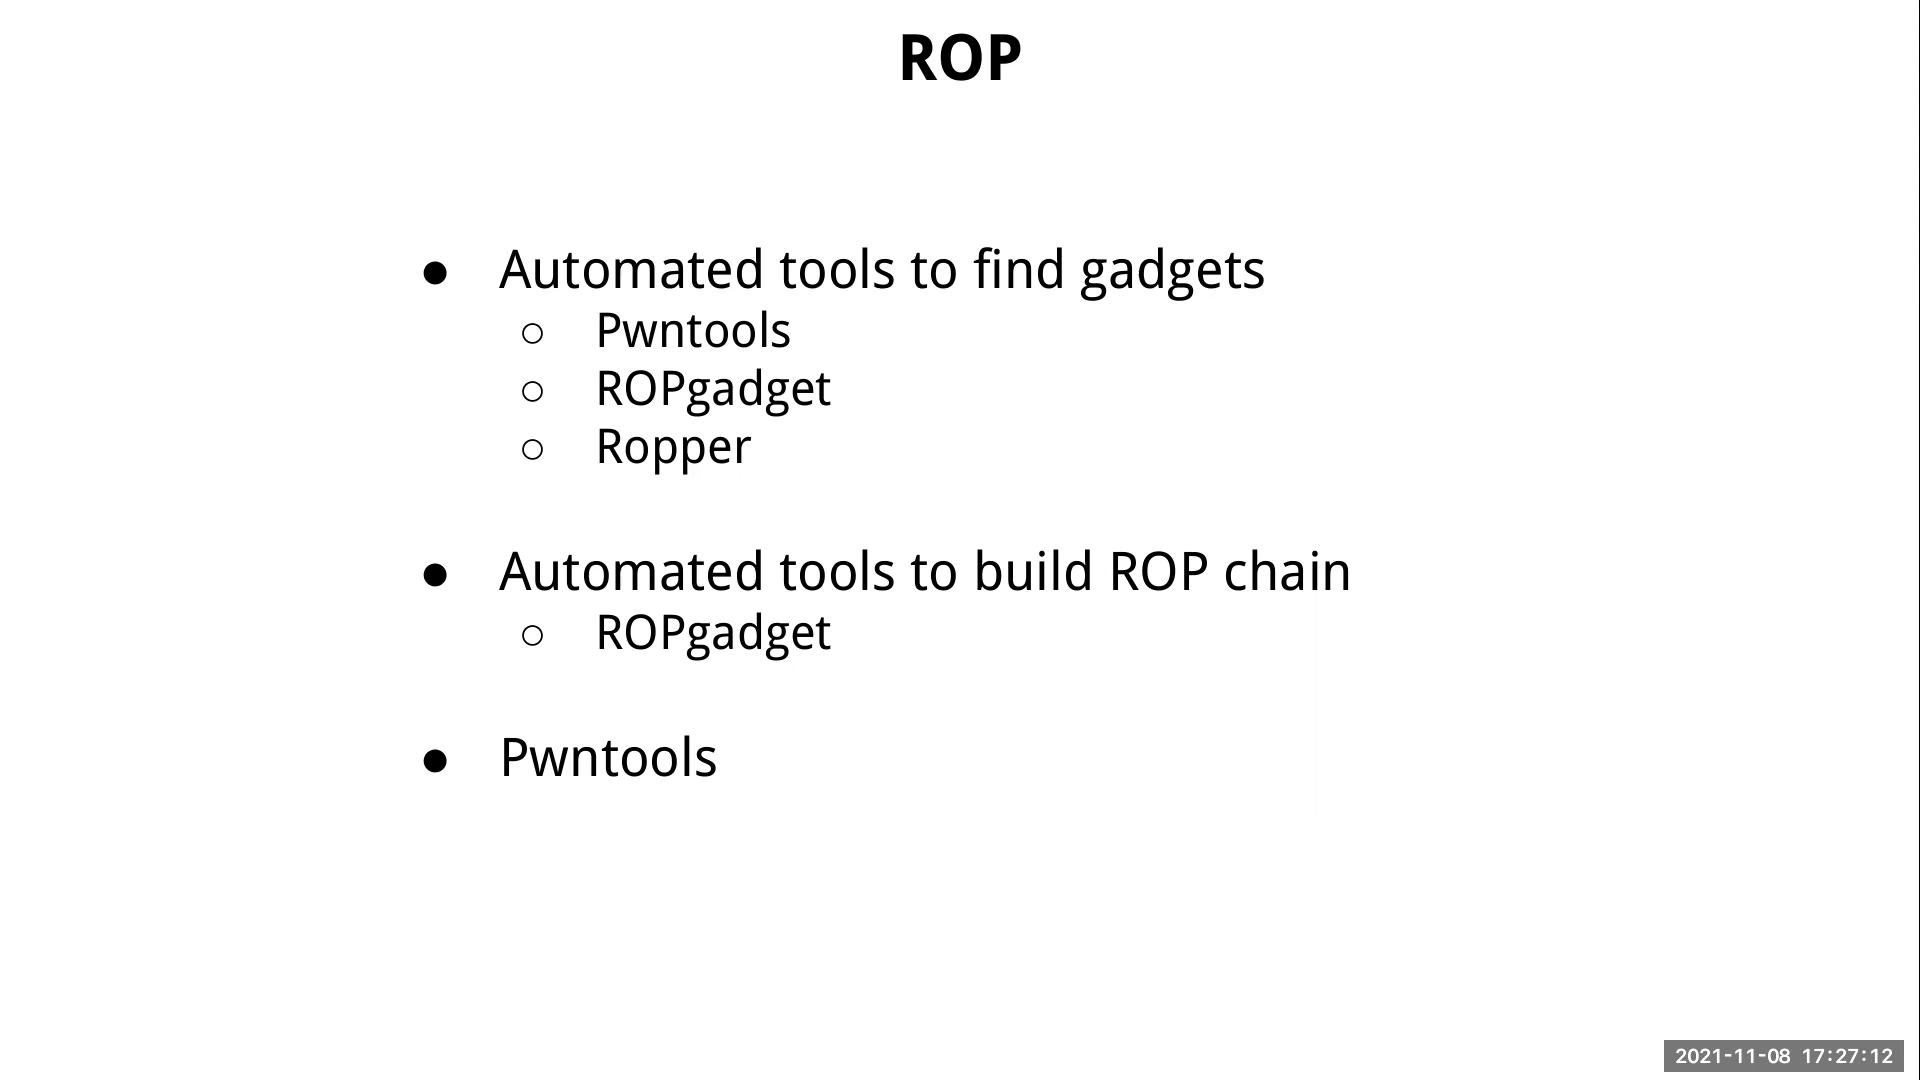 ROP
● Automated tools to find gadgets
○ Pwntools
○ ROPgadget
○ Ropper
● Automated tools to build ROP chain
○ ROPgadget
● Pwntools
2021-11-08 17:27:12